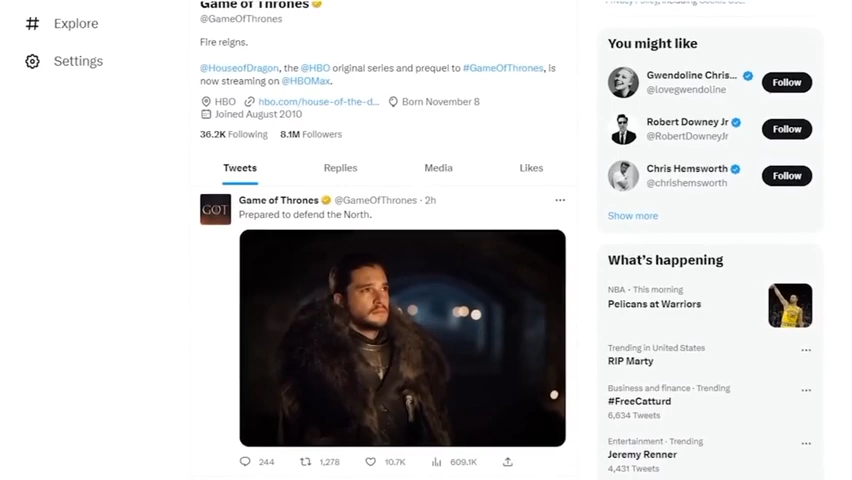 Explore
Settings
Game of Thrones
@GameOfThrones
Fire reigns.
@HouseofDragon, the @HBO original series and prequel to #GameOfThrones, is
now streaming on @HBOMax.
HBO hbo.com/house-of-the-d... Born November 8
Joined August 2010
36.2K Following 8.1M Followers
Tweets Replies Media Likes
GOT
Game of Thrones @GameOfThrones · 2h
Prepared to defend the North.
244 1,278 10.7K 609.1K
Privacy Policy, including Cookie Use.
You might like
Gwendoline Chris...
@lovegwendoline
Follow
Robert Downey Jr
@RobertDowneyJr
Follow
Chris Hemsworth
@chrishemsworth
Follow
Show more
What's happening
NBA · This morning
Pelicans at Warriors
Trending in United States
RIP Marty
Business and finance · Trending
#FreeCatturd
6,634 Tweets
Entertainment · Trending
Jeremy Renner
4,431 Tweets